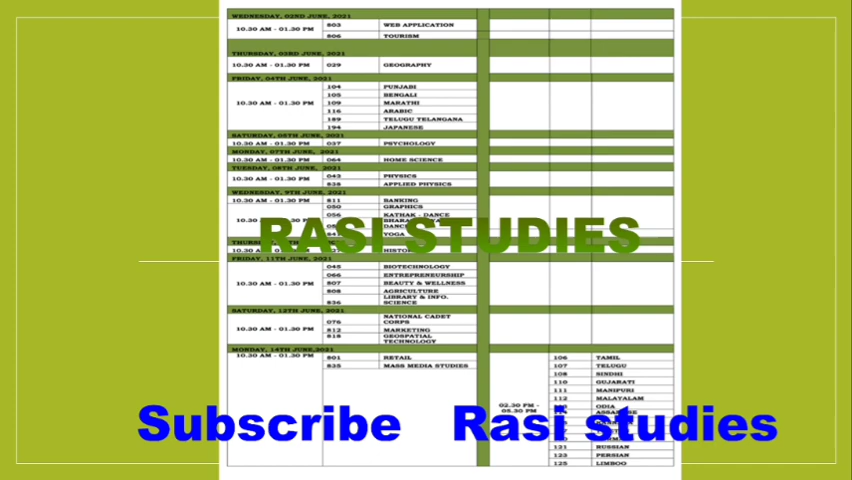 WEDNESDAY, 02ND JUNE, 2021
10.30 AM - 01.30 PM 803 WEB APPLICATION
806 TOURISM
THURSDAY, 03RD JUNE, 2021
10.30 AM - 01.30 PM 029 GEOGRAPHY
FRIDAY, 04TH JUNE, 2021
10.30 AM - 01.30 PM
104 PUNJABI
105 BENGALI
109 MARATHI
116 ARABIC
189 TELUGU TELANGANA
194 JAPANESE
SATURDAY, 05TH JUNE, 2021
10.30 AM - 01.30 PM 037 PSYCHOLOGY
MONDAY, 07TH JUNE, 2021
10.30 AM - 01.30 PM 064 HOME SCIENCE
TUESDAY, 08TH JUNE, 2021
10.30 AM - 01.30 PM
043 PHYSICS
838 APPLIED PHYSICS
WEDNESDAY, 9TH JUNE, 2021
10.30 AM - 01.30 PM 811 BANKING
050 GRAPHICS
056 KATHAK - DANCE
DANCE
YOGA
RASI STUDIES
FRIDAY, 11TH JUNE, 2021
10.30 AM - 01.30 PM
045 BIOTECHNOLOGY
066 ENTREPRENEURSHIP
807 BEAUTY & WELLNESS
808 AGRICULTURE
836 LIBRARY & INFO.
SCIENCE
SATURDAY, 12TH JUNE, 2021
10.30 AM - 01.30 PM
076 NATIONAL CADET
CORPS
812 MARKETING
818 GEOSPATIAL
TECHNOLOGY
MONDAY, 14TH JUNE,2021
10.30 AM - 01.30 PM
801 RETAIL
835 MASS MEDIA STUDIES
02.30 PM -
05.30 PM
106 TAMIL
107 TELUGU
108 SINDHI
110 GUJARATI
111 MANIPURI
112 MALAYALAM
ODIA
121 RUSSIAN
123 PERSIAN
125 LIMBOO
Subscribe Rasi studies